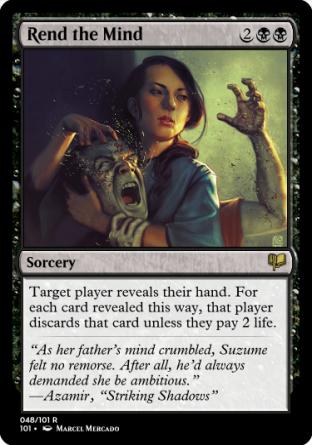 Rend the Mind 2
Sorcery
Target player reveals their hand. For
each card revealed this way, that player
discards that card unless they pay 2 life.
“As her father’s mind crumbled, Suzume
felt no remorse. After all, he’d always
demanded she be ambitious.”
—Azamir, “Striking Shadows”
048/101 R
101 • Marcel Mercado